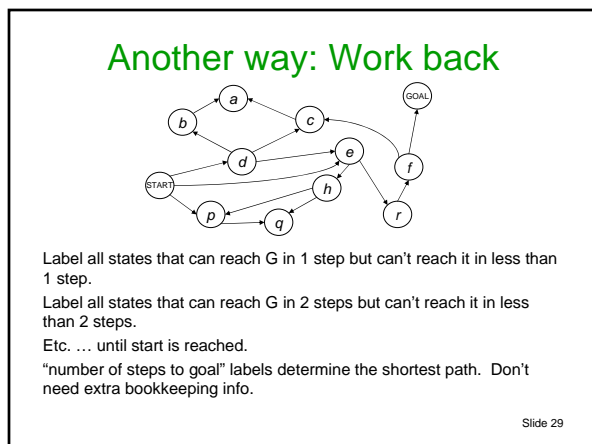 Another way: Work back
GOAL
a
b
c
e
d
f
START
h
p
q
r
Label all states that can reach G in 1 step but can’t reach it in less than
1 step.
Label all states that can reach G in 2 steps but can’t reach it in less
than 2 steps.
Etc. … until start is reached.
“number of steps to goal” labels determine the shortest path. Don’t
need extra bookkeeping info.
Slide 29